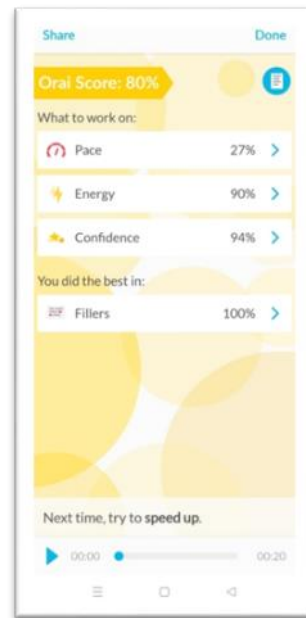 Share Done
Orai Score: 80%
What to work on:
Pace 27%
Energy 90%
Confidence 94%
You did the best in:
Fillers 100%
Next time, try to speed up.
00:00 00:20